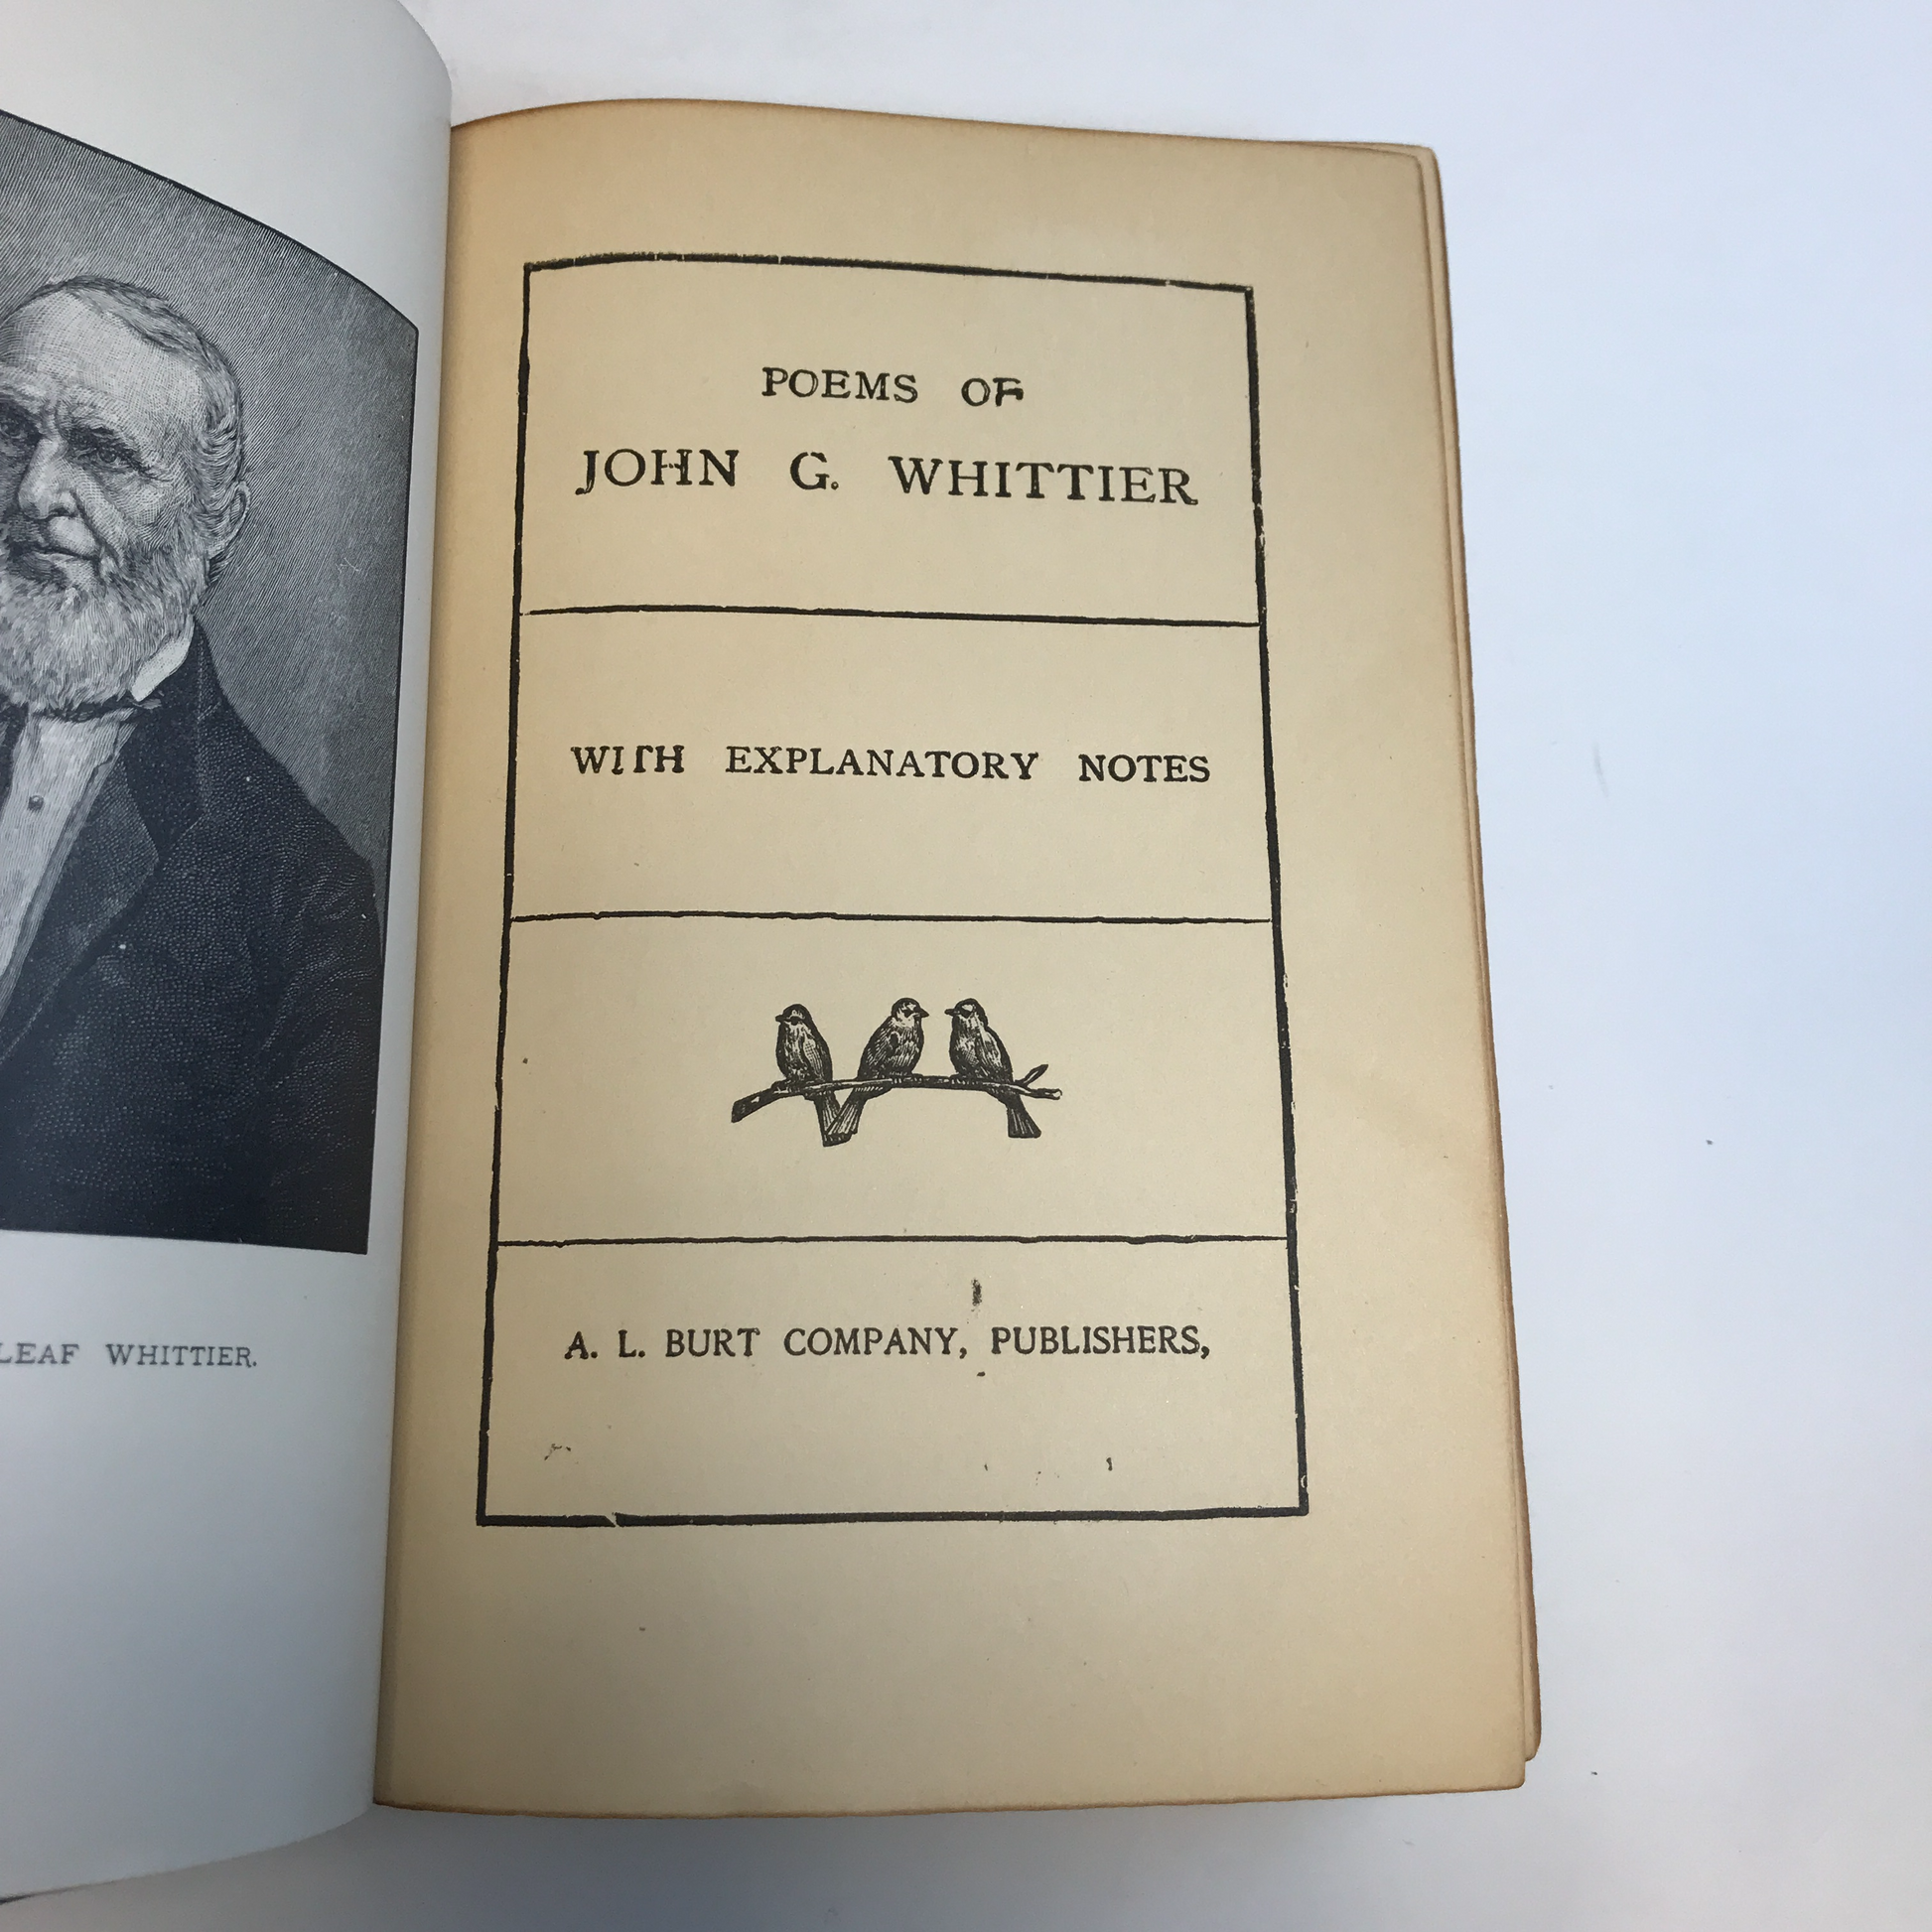 LEAF WHITTIER.
POEMS OF
JOHN G. WHITTIER
WITH EXPLANATORY NOTES
A. L. BURT COMPANY, PUBLISHERS,